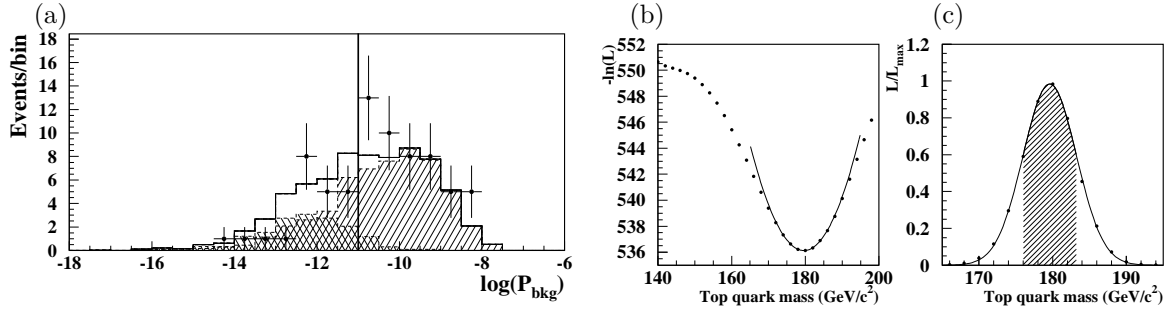 (a)
Events/bin
18
16
14
12
10
8
6
4
2
0
-18 -16 -14 -12 -10 -8 -6
log(P_bkg)
(b)
-ln(L)
552
550
548
546
544
542
540
538
536
140 160 180 200
Top quark mass (GeV/c²)
(c)
L/L_max
1.2
1
0.8
0.6
0.4
0.2
0
170 180 190
Top quark mass (GeV/c²)